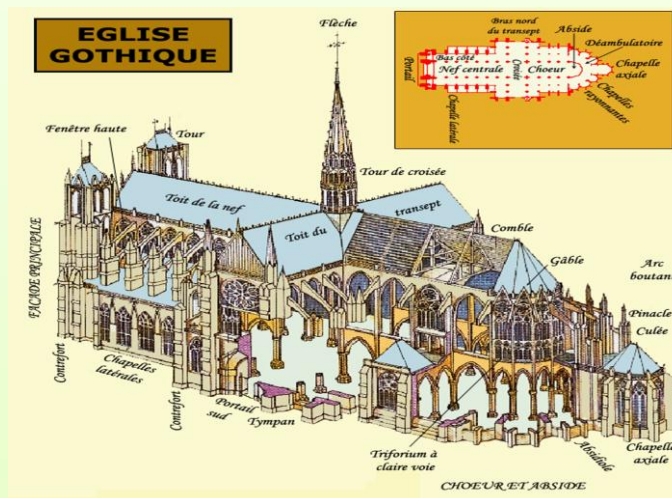 EGLISE
GOTHIQUE
Flèche
Bras nord
du transept
Abside
Déambulatoire
Bas côté
Portail
Nef centrale
Croisée
Choeur
Chapelle
axiale
Chapelles
rayonnantes
Chapelle latérale
Fenêtre haute
Tour
Tour de croisée
Toit de la nef
transept
Toit du
Comble
Gâble
Arc
boutant
Pinacle
Culée
FAÇADE PRINCIPALE
Contrefort
Chapelles
latérales
Contrefort
Portail
sud
Tympan
Triforium à
claire voie
Absidiole
Chapelle
axiale
CHOEUR ET ABSIDE